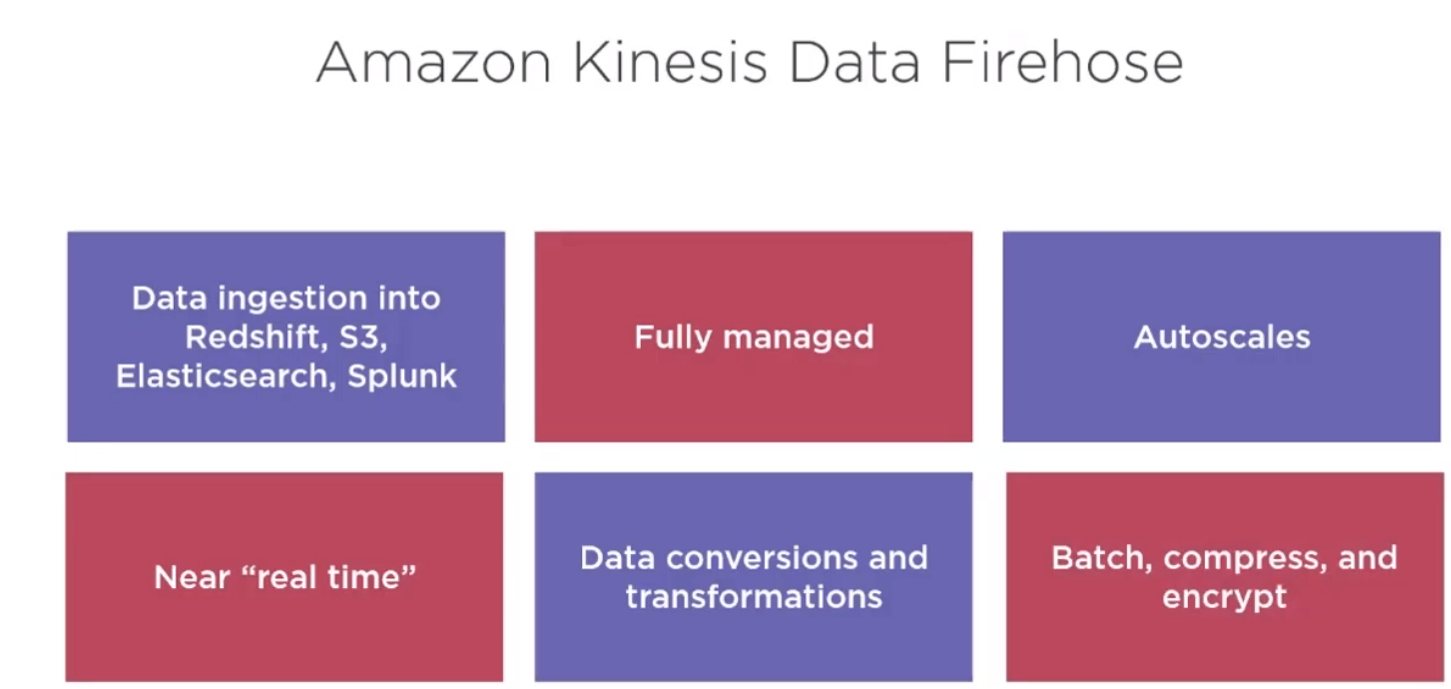 Amazon Kinesis Data Firehose
Data ingestion into
Redshift, S3,
Elasticsearch, Splunk
Fully managed
Autoscales
Near “real time”
Data conversions and
transformations
Batch, compress, and
encrypt